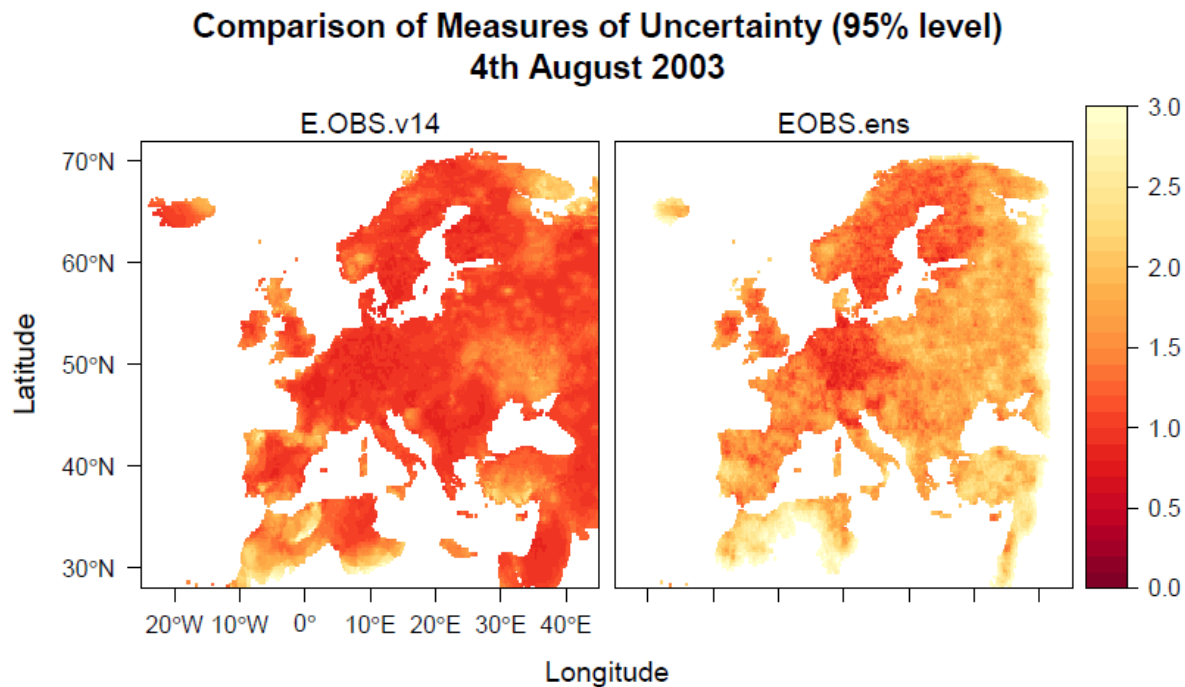 Comparison of Measures of Uncertainty (95% level)
4th August 2003
E.OBS.v14
EOBS.ens
70°N
60°N
50°N
40°N
30°N
Latitude
20°W 10°W 0° 10°E 20°E 30°E 40°E
Longitude
3.0
2.5
2.0
1.5
1.0
0.5
0.0